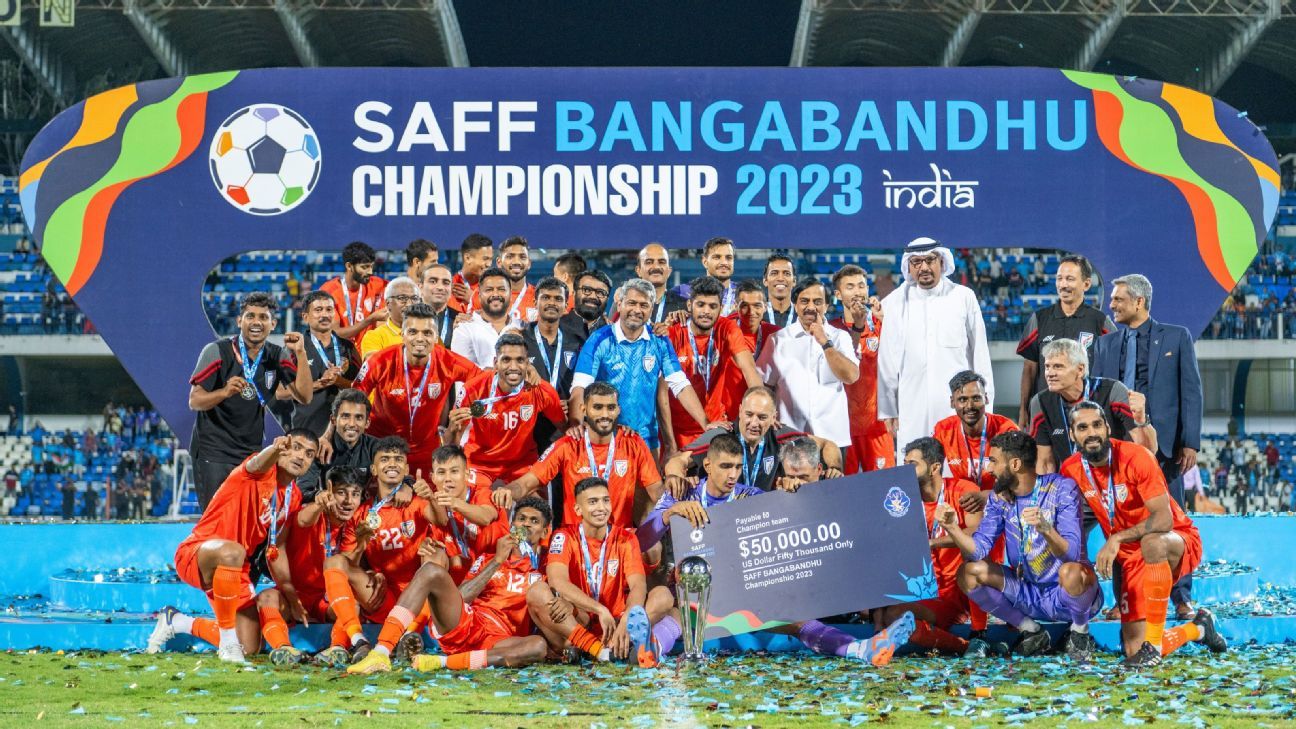 SAFF BANGABANDHU
CHAMPIONSHIP 2023 india
Payable to
Champion team
$50,000.00
US Dollar Fifty Thousand Only
SAFF BANGABANDHU
Championship 2023
SAFF
16
22
12